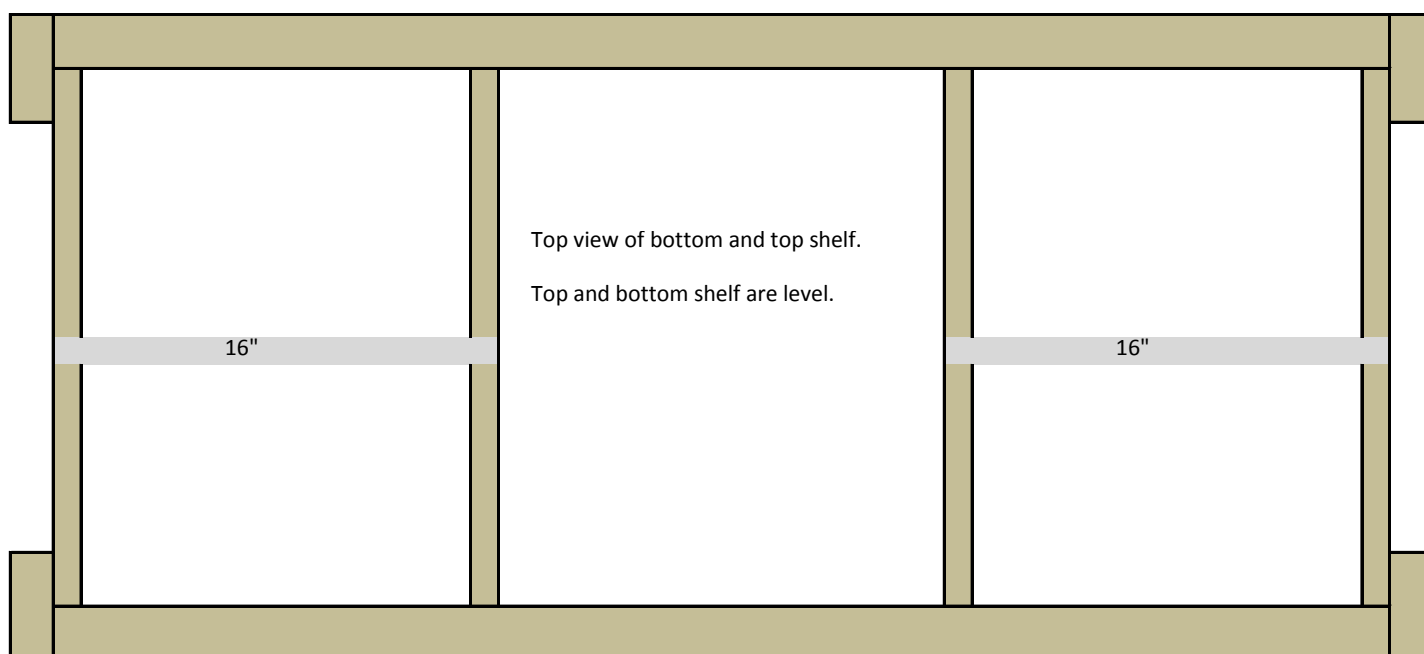 Top view of bottom and top shelf.
Top and bottom shelf are level.
16"
16"